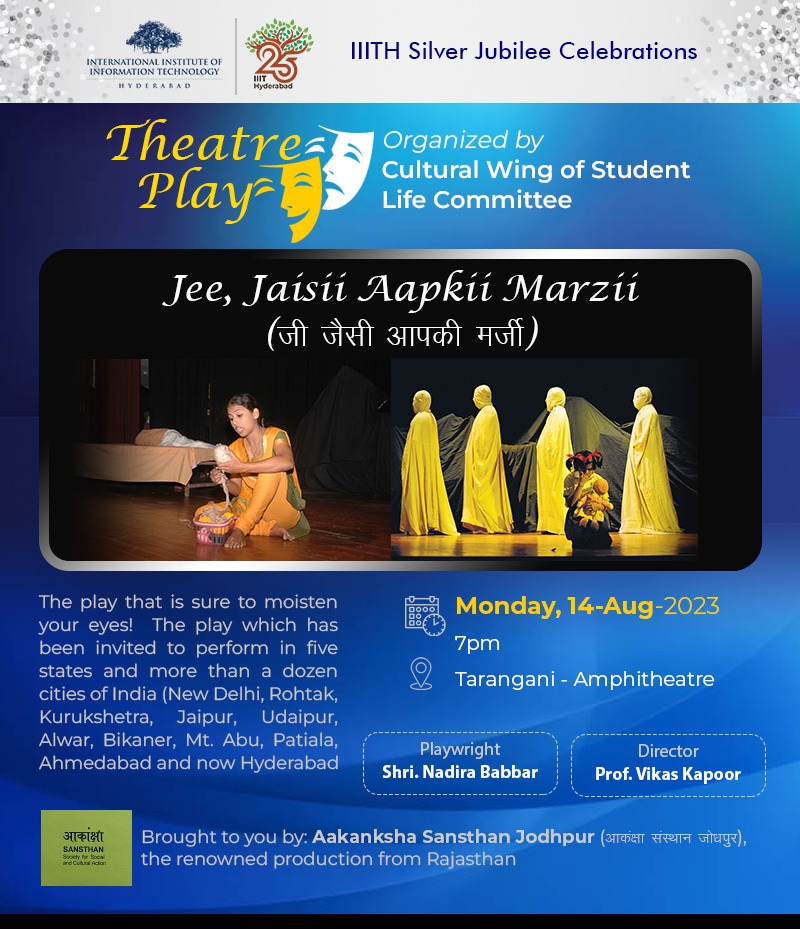 INTERNATIONAL INSTITUTE OF
INFORMATION TECHNOLOGY
HYDERABAD
25
IIIT
Hyderabad
IIITH Silver Jubilee Celebrations
Theatre
Play
Organized by
Cultural Wing of Student
Life Committee
Jee, Jaisii Aapkii Marzii
(जी जैसी आपकी मर्जी)
The play that is sure to moisten
your eyes! The play which has
been invited to perform in five
states and more than a dozen
cities of India (New Delhi, Rohtak,
Kurukshetra, Jaipur, Udaipur,
Alwar, Bikaner, Mt. Abu, Patiala,
Ahmedabad and now Hyderabad
Monday, 14-Aug-2023
7pm
Tarangani - Amphitheatre
Playwright
Shri. Nadira Babbar
Director
Prof. Vikas Kapoor
आकांक्षा
SANSTHAN
Society for Social
and Cultural Action
Brought to you by: Aakanksha Sansthan Jodhpur (आकंक्षा संस्थान जोधपुर),
the renowned production from Rajasthan